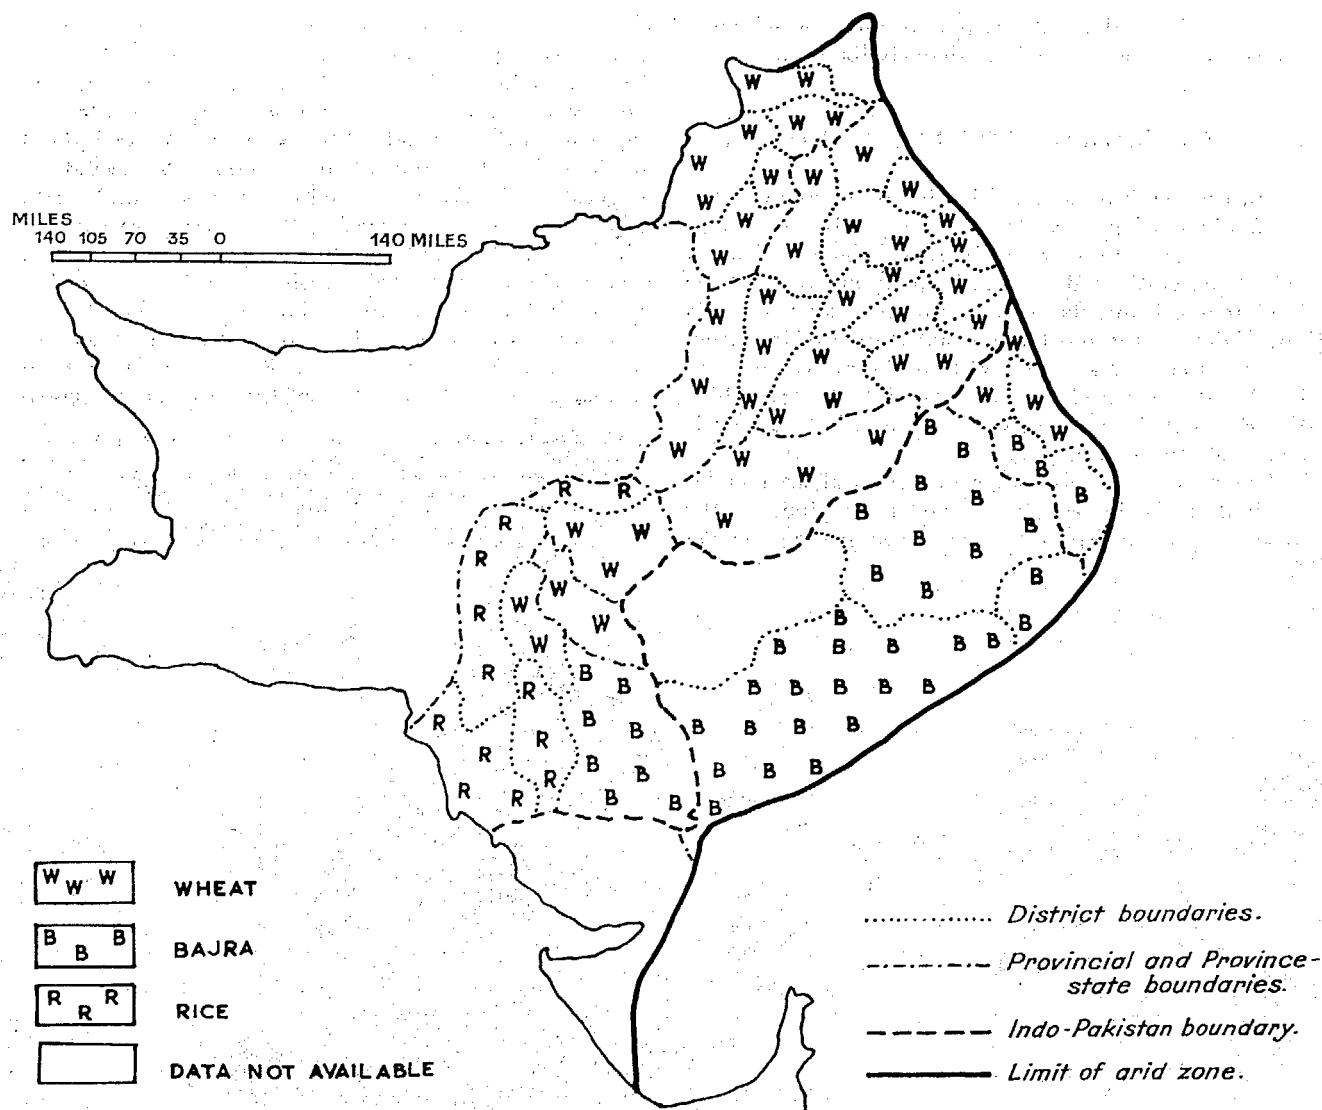 W W
W W W
W W
W W W
W W W
W W W W
W W
W W W W
W W W W
W W W
W W W W
W W W W
W W W
W W W B B
W W W B B
R R B B B
R W B B B
W W B B
R W B B B
W W B B
R W B B
W B B B B B
R B
R B B B B B B
R B B B B B B
R R B
R B B B B
R R R B B B
MILES
140 105 70 35 0 140 MILES
W W W WHEAT
B B B BAJRA
R R R RICE
DATA NOT AVAILABLE
District boundaries.
Provincial and Province-
state boundaries.
Indo-Pakistan boundary.
Limit of arid zone.